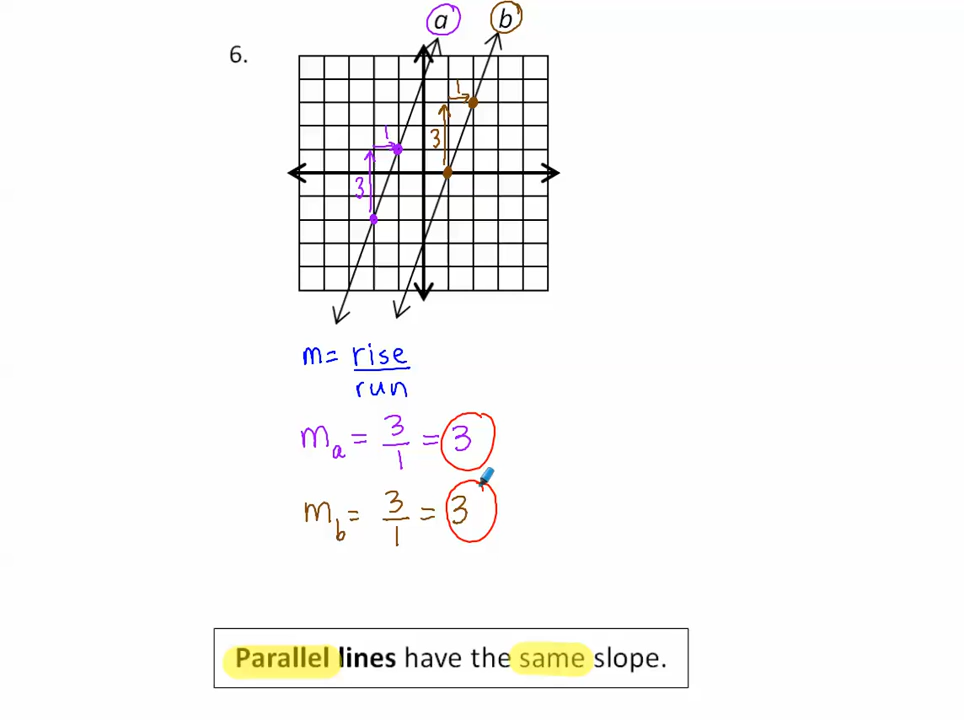 a b
6.
1
1
3
3
m= rise
run
mₐ = 3/1 = 3
m_b = 3/1 = 3
Parallel lines have the same slope.